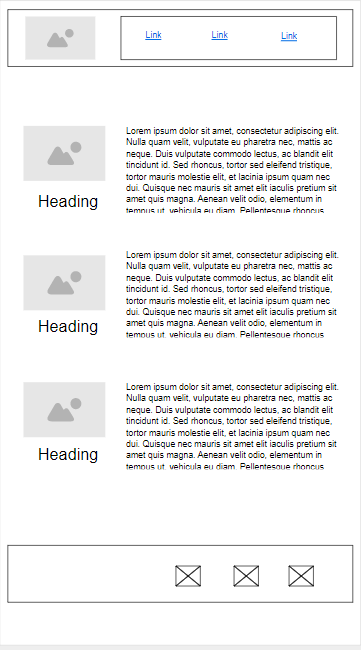 Link Link Link
Lorem ipsum dolor sit amet, consectetur adipiscing elit.
Nulla quam velit, vulputate eu pharetra nec, mattis ac
neque. Duis vulputate commodo lectus, ac blandit elit
tincidunt id. Sed rhoncus, tortor sed eleifend tristique,
tortor mauris molestie elit, et lacinia ipsum quam nec
dui. Quisque nec mauris sit amet elit iaculis pretium sit
amet quis magna. Aenean velit odio, elementum in
tempus ut, vehicula eu diam. Pellentesque rhoncus
Heading
Lorem ipsum dolor sit amet, consectetur adipiscing elit.
Nulla quam velit, vulputate eu pharetra nec, mattis ac
neque. Duis vulputate commodo lectus, ac blandit elit
tincidunt id. Sed rhoncus, tortor sed eleifend tristique,
tortor mauris molestie elit, et lacinia ipsum quam nec
dui. Quisque nec mauris sit amet elit iaculis pretium sit
amet quis magna. Aenean velit odio, elementum in
tempus ut, vehicula eu diam. Pellentesque rhoncus
Heading
Lorem ipsum dolor sit amet, consectetur adipiscing elit.
Nulla quam velit, vulputate eu pharetra nec, mattis ac
neque. Duis vulputate commodo lectus, ac blandit elit
tincidunt id. Sed rhoncus, tortor sed eleifend tristique,
tortor mauris molestie elit, et lacinia ipsum quam nec
dui. Quisque nec mauris sit amet elit iaculis pretium sit
amet quis magna. Aenean velit odio, elementum in
tempus ut, vehicula eu diam. Pellentesque rhoncus
Heading